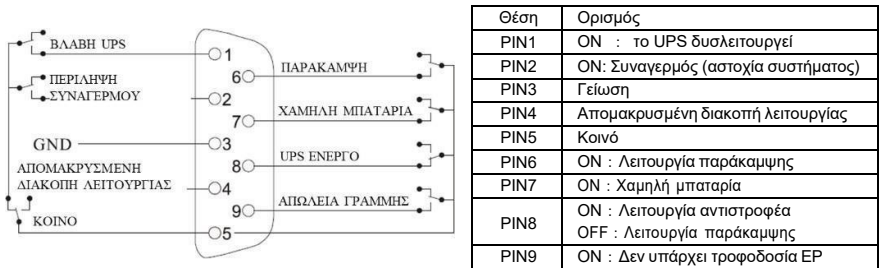 ΒΛΑΒΗ UPS
ΠΕΡΙΛΗΨΗ
ΣΥΝΑΓΕΡΜΟΥ
GND
ΑΠΟΜΑΚΡΥΣΜΕΝΗ
ΔΙΑΚΟΠΗ ΛΕΙΤΟΥΡΓΙΑΣ
ΚΟΙΝΟ
1
6
2
7
3
8
4
9
5
ΠΑΡΑΚΑΜΨΗ
ΧΑΜΗΛΗ ΜΠΑΤΑΡΙΑ
UPS ΕΝΕΡΓΟ
ΑΠΩΛΕΙΑ ΓΡΑΜΜΗΣ
Θέση Ορισμός
PIN1 ON : το UPS δυσλειτουργεί
PIN2 ON: Συναγερμός (αστοχία συστήματος)
PIN3 Γείωση
PIN4 Απομακρυσμένη διακοπή λειτουργίας
PIN5 Κοινό
PIN6 ON : Λειτουργία παράκαμψης
PIN7 ON : Χαμηλή μπαταρία
PIN8 ON : Λειτουργία αντιστροφέα
OFF : Λειτουργία παράκαμψης
PIN9 ON : Δεν υπάρχει τροφοδοσία ΕΡ